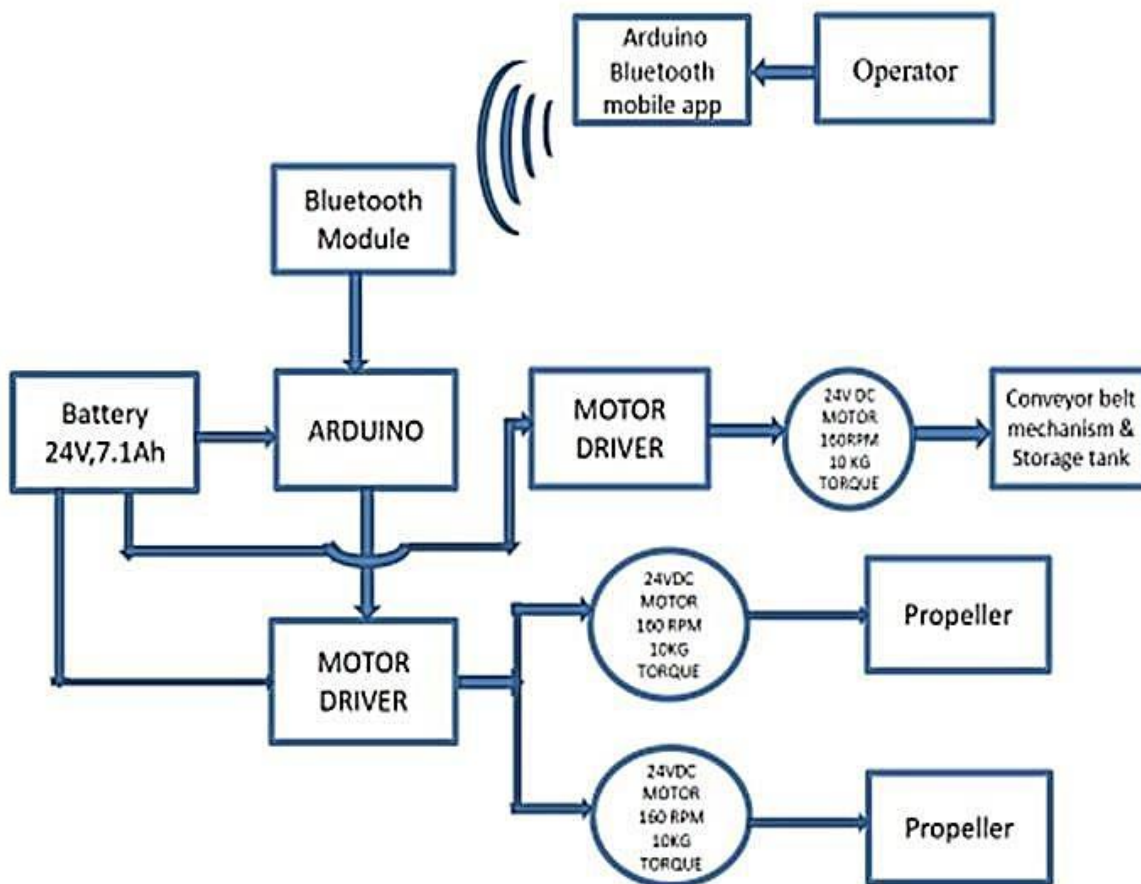 Arduino
Bluetooth
mobile app
Operator
Bluetooth
Module
Battery
24V,7.1Ah
ARDUINO
MOTOR
DRIVER
24V DC
MOTOR
160RPM
10 KG
TORQUE
Conveyor belt
mechanism &
Storage tank
MOTOR
DRIVER
24VDC
MOTOR
160 RPM
10KG
TORQUE
Propeller
24VDC
MOTOR
160 RPM
10KG
TORQUE
Propeller